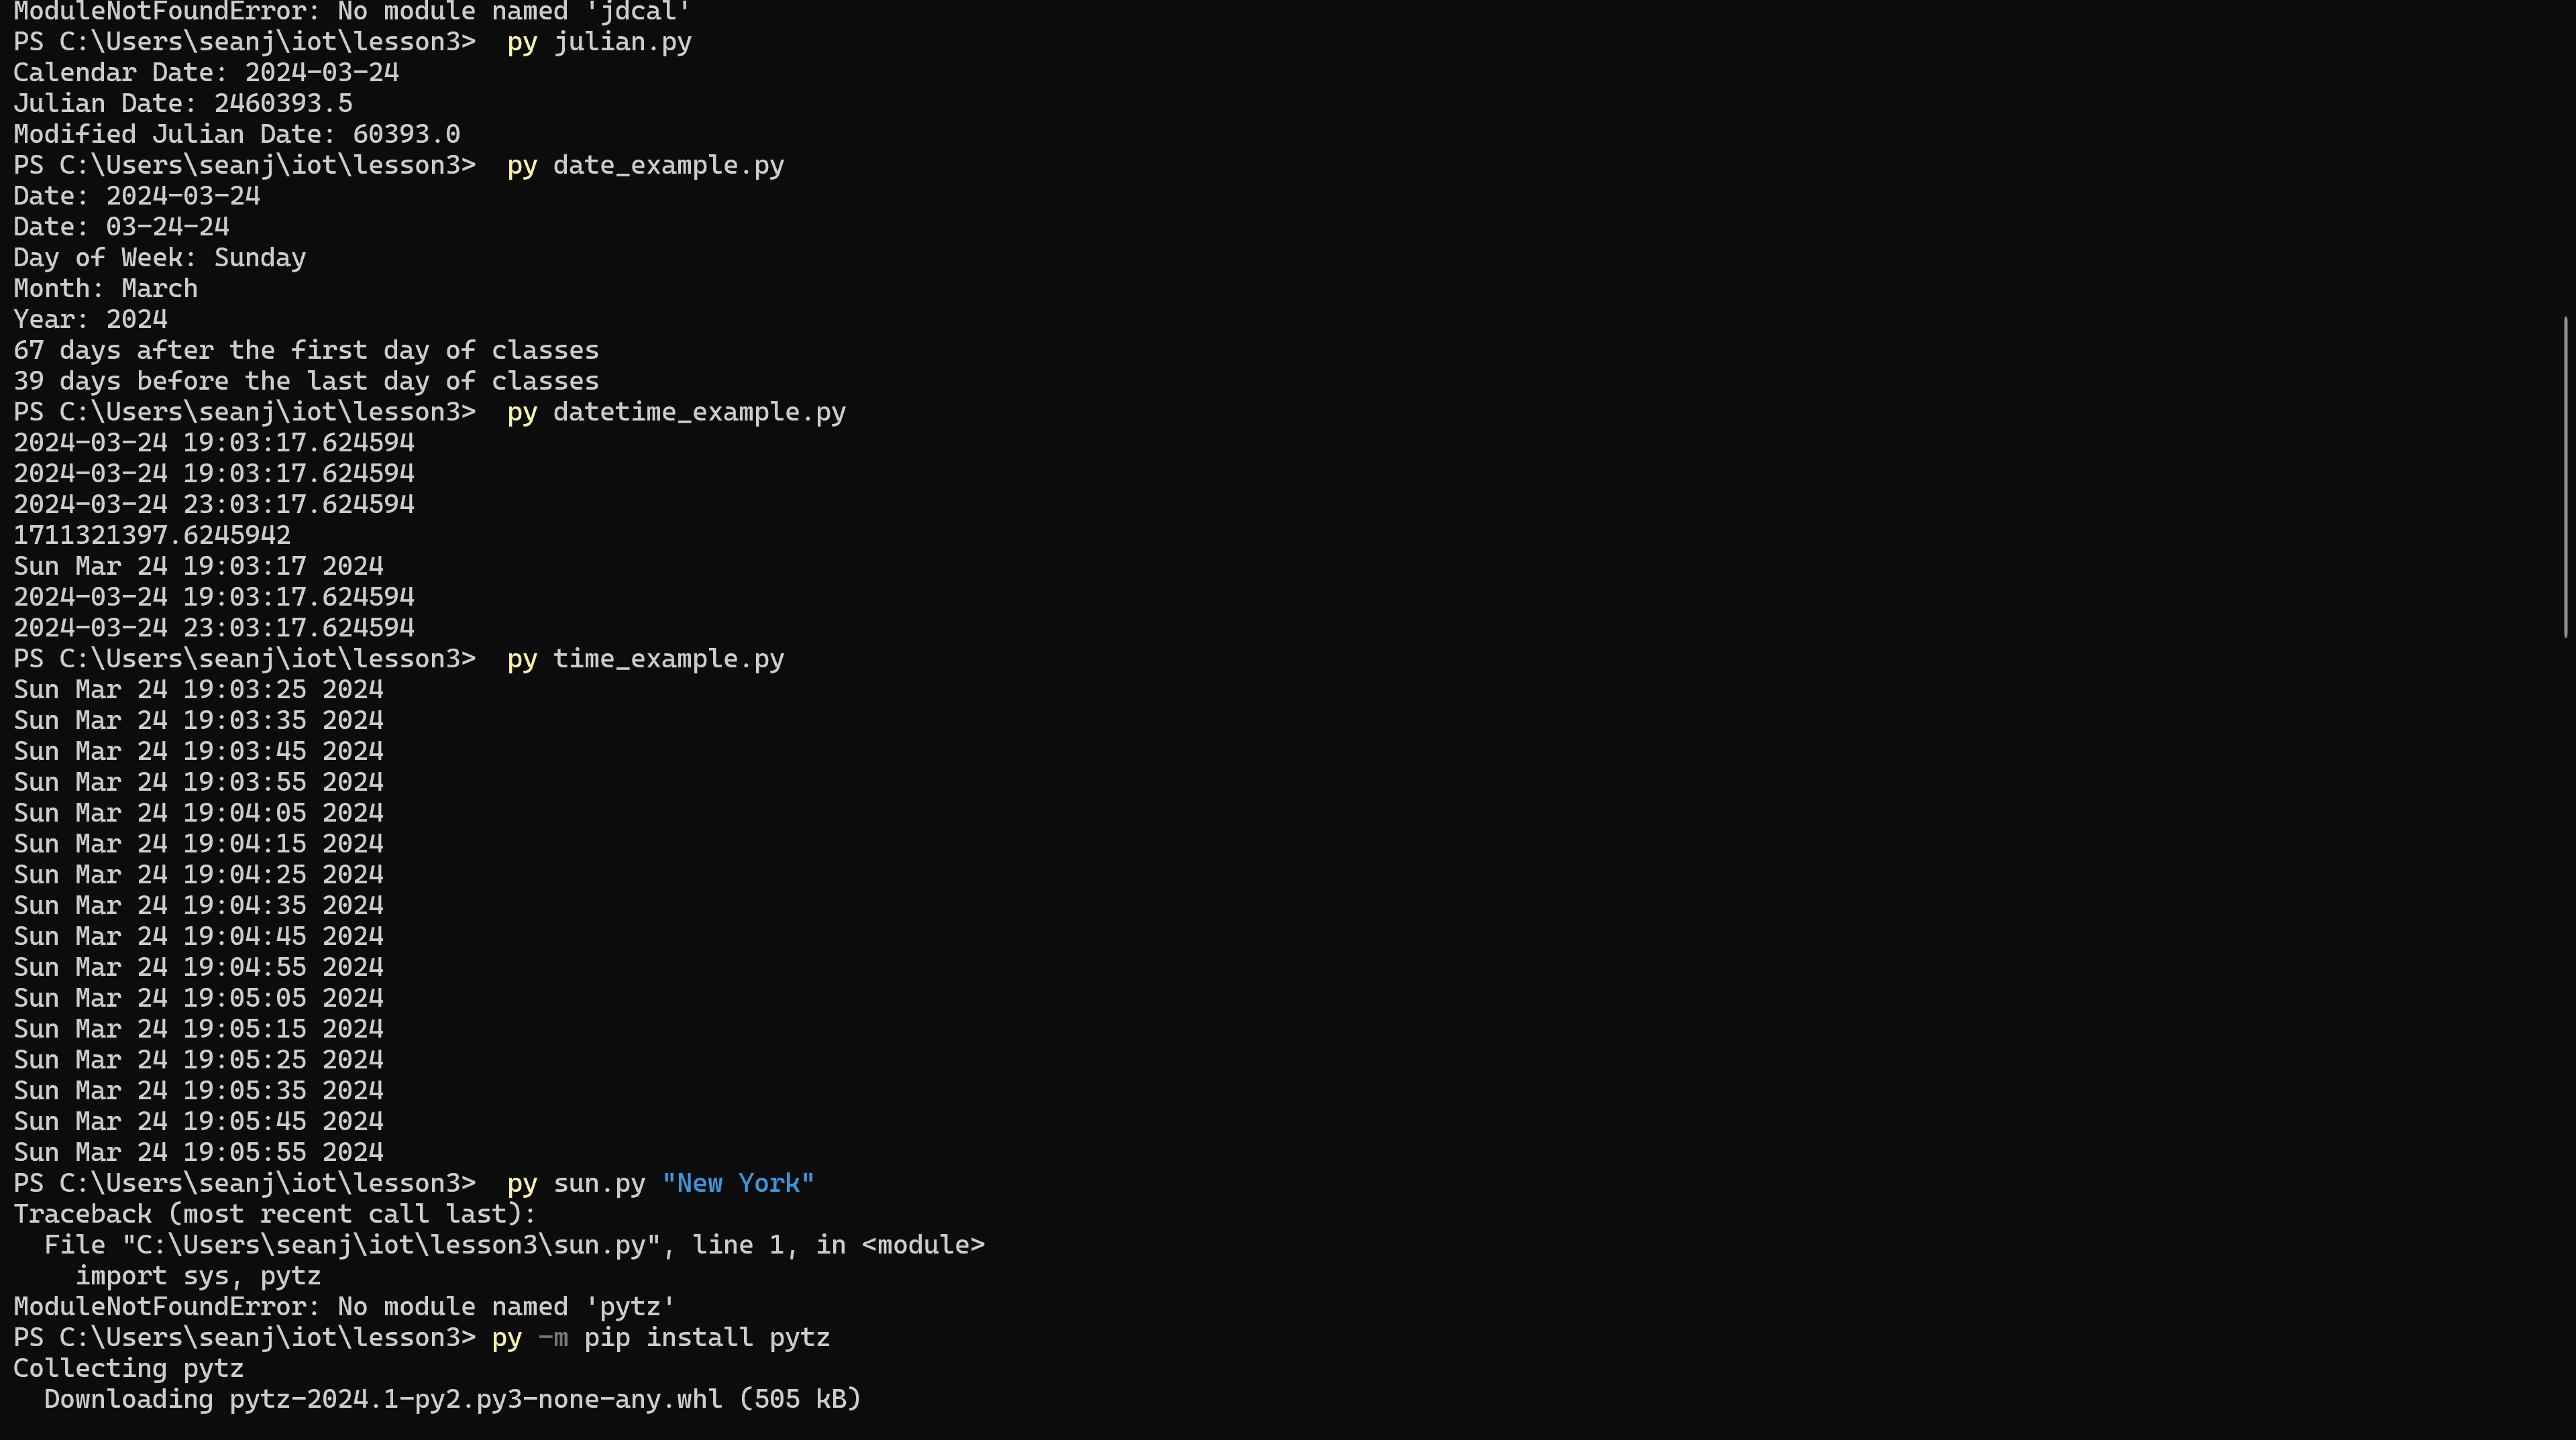 ModuleNotFoundError: No module named 'jdcal'
PS C:\Users\seanj\iot\lesson3>  py julian.py
Calendar Date: 2024-03-24
Julian Date: 2460393.5
Modified Julian Date: 60393.0
PS C:\Users\seanj\iot\lesson3>  py date_example.py
Date: 2024-03-24
Date: 03-24-24
Day of Week: Sunday
Month: March
Year: 2024
67 days after the first day of classes
39 days before the last day of classes
PS C:\Users\seanj\iot\lesson3>  py datetime_example.py
2024-03-24 19:03:17.624594
2024-03-24 19:03:17.624594
2024-03-24 23:03:17.624594
1711321397.6245942
Sun Mar 24 19:03:17 2024
2024-03-24 19:03:17.624594
2024-03-24 23:03:17.624594
PS C:\Users\seanj\iot\lesson3>  py time_example.py
Sun Mar 24 19:03:25 2024
Sun Mar 24 19:03:35 2024
Sun Mar 24 19:03:45 2024
Sun Mar 24 19:03:55 2024
Sun Mar 24 19:04:05 2024
Sun Mar 24 19:04:15 2024
Sun Mar 24 19:04:25 2024
Sun Mar 24 19:04:35 2024
Sun Mar 24 19:04:45 2024
Sun Mar 24 19:04:55 2024
Sun Mar 24 19:05:05 2024
Sun Mar 24 19:05:15 2024
Sun Mar 24 19:05:25 2024
Sun Mar 24 19:05:35 2024
Sun Mar 24 19:05:45 2024
Sun Mar 24 19:05:55 2024
PS C:\Users\seanj\iot\lesson3>  py sun.py "New York"
Traceback (most recent call last):
  File "C:\Users\seanj\iot\lesson3\sun.py", line 1, in <module>
    import sys, pytz
ModuleNotFoundError: No module named 'pytz'
PS C:\Users\seanj\iot\lesson3> py -m pip install pytz
Collecting pytz
  Downloading pytz-2024.1-py2.py3-none-any.whl (505 kB)